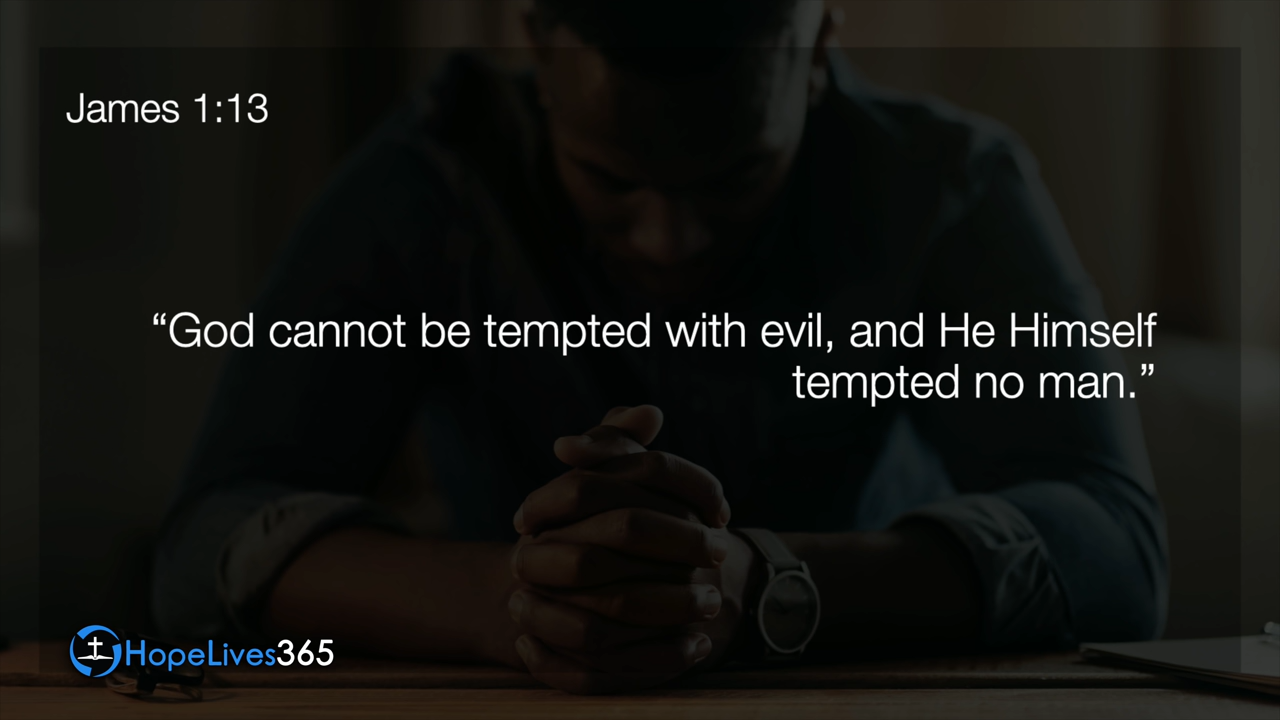 James 1:13
“God cannot be tempted with evil, and He Himself
tempted no man.”
HopeLives365